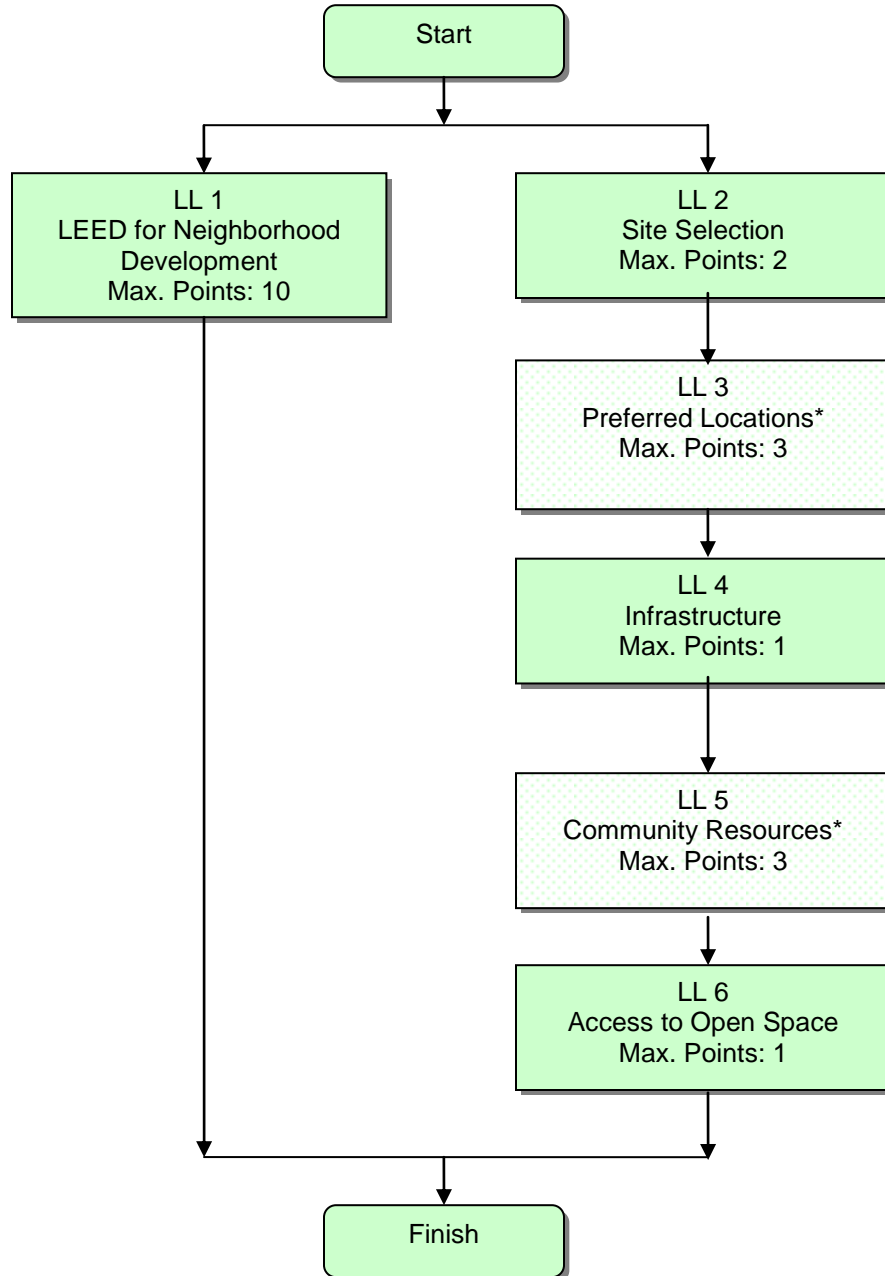 Start
LL 1
LEED for Neighborhood
Development
Max. Points: 10
LL 2
Site Selection
Max. Points: 2
LL 3
Preferred Locations*
Max. Points: 3
LL 4
Infrastructure
Max. Points: 1
LL 5
Community Resources*
Max. Points: 3
LL 6
Access to Open Space
Max. Points: 1
Finish